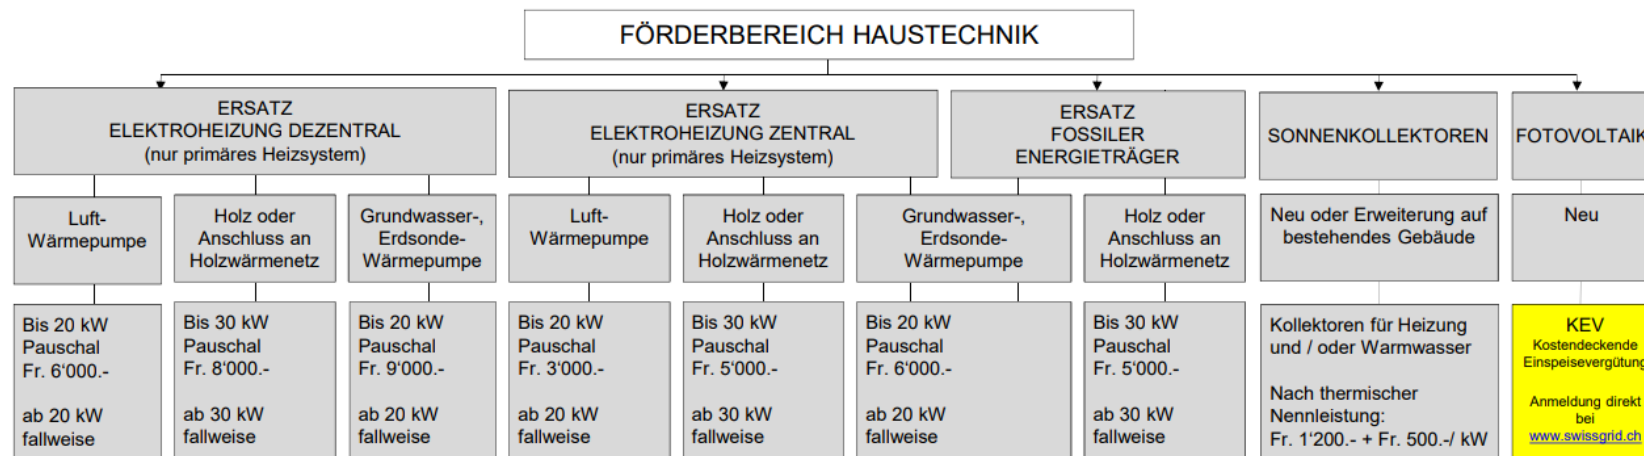 FÖRDERBEREICH HAUSTECHNIK
ERSATZ
ELEKTROHEIZUNG DEZENTRAL
(nur primäres Heizsystem)
ERSATZ
ELEKTROHEIZUNG ZENTRAL
(nur primäres Heizsystem)
ERSATZ
FOSSILER
ENERGIETRÄGER
SONNENKOLLEKTOREN
FOTOVOLTAIK
Luft-
Wärmepumpe
Holz oder
Anschluss an
Holzwärmenetz
Grundwasser-,
Erdsonde-
Wärmepumpe
Luft-
Wärmepumpe
Holz oder
Anschluss an
Holzwärmenetz
Grundwasser-,
Erdsonde-
Wärmepumpe
Holz oder
Anschluss an
Holzwärmenetz
Neu oder Erweiterung auf
bestehendes Gebäude
Neu
Bis 20 kW
Pauschal
Fr. 6‘000.-
ab 20 kW
fallweise
Bis 30 kW
Pauschal
Fr. 8‘000.-
ab 30 kW
fallweise
Bis 20 kW
Pauschal
Fr. 9‘000.-
ab 20 kW
fallweise
Bis 20 kW
Pauschal
Fr. 3‘000.-
ab 20 kW
fallweise
Bis 30 kW
Pauschal
Fr. 5‘000.-
ab 30 kW
fallweise
Bis 20 kW
Pauschal
Fr. 6‘000.-
ab 20 kW
fallweise
Bis 30 kW
Pauschal
Fr. 5‘000.-
ab 30 kW
fallweise
Kollektoren für Heizung
und / oder Warmwasser
Nach thermischer
Nennleistung:
Fr. 1‘200.- + Fr. 500.-/ kW
KEV
Kostendeckende
Einspeisevergütung
Anmeldung direkt
bei
www.swissgrid.ch